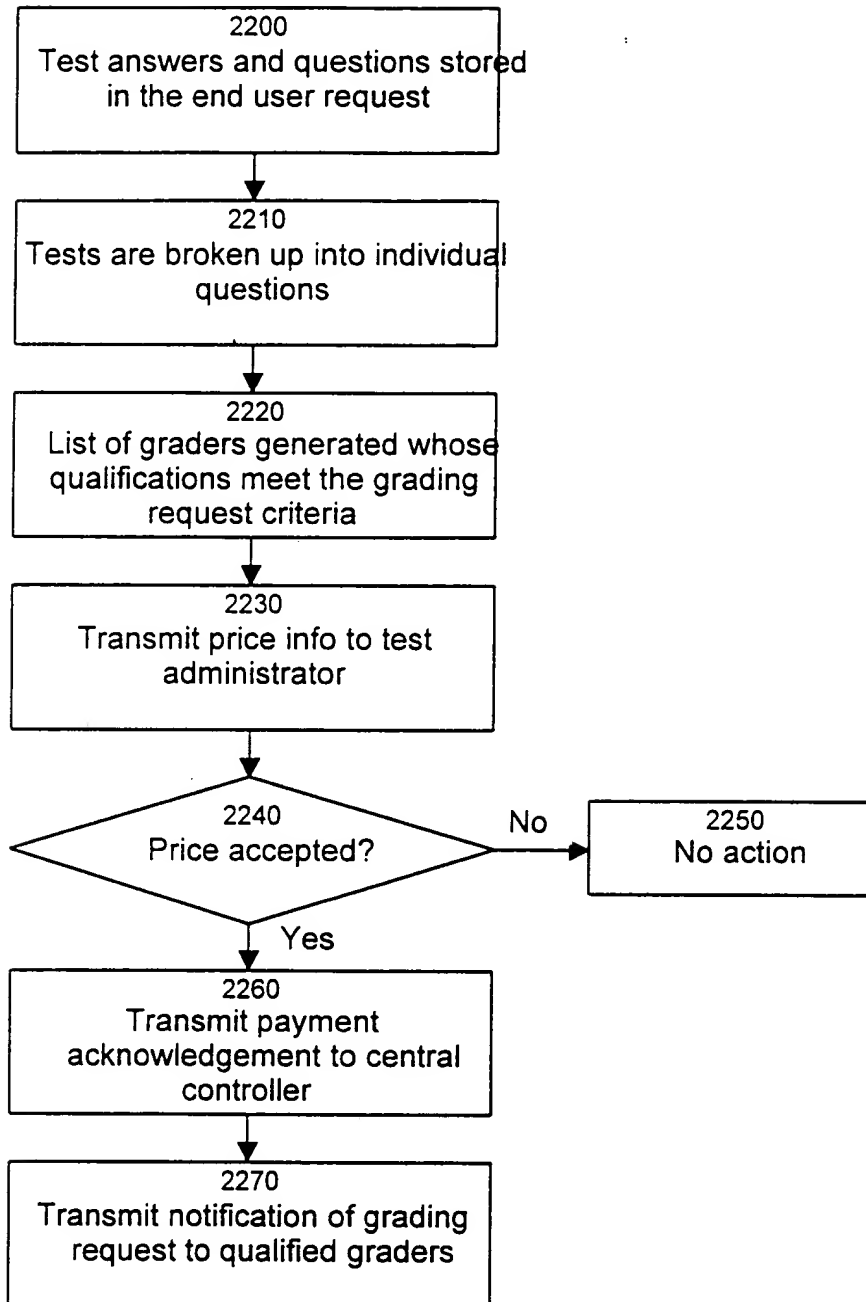 2200
Test answers and questions stored
in the end user request
2210
Tests are broken up into individual
questions
2220
List of graders generated whose
qualifications meet the grading
request criteria
2230
Transmit price info to test
administrator
2240
Price accepted?
No
2250
No action
Yes
2260
Transmit payment
acknowledgement to central
controller
2270
Transmit notification of grading
request to qualified graders